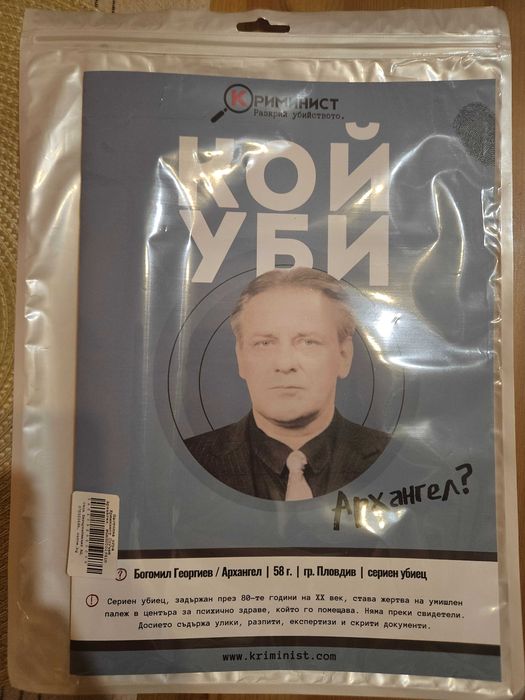 КРИМИНИСТ
Разкрий убийството.
КОЙ
УБИ
Архангел?
Богомил Георгиев / Архангел | 58 г. | гр. Пловдив | сериен убиец
Сериен убиец, задържан през 80-те години на XX век, става жертва на умишлен
палеж в центъра за психично здраве, който го помещава. Няма преки свидетели.
Досието съдържа улики, разпити, експертизи и скрити документи.
www.kriminist.com